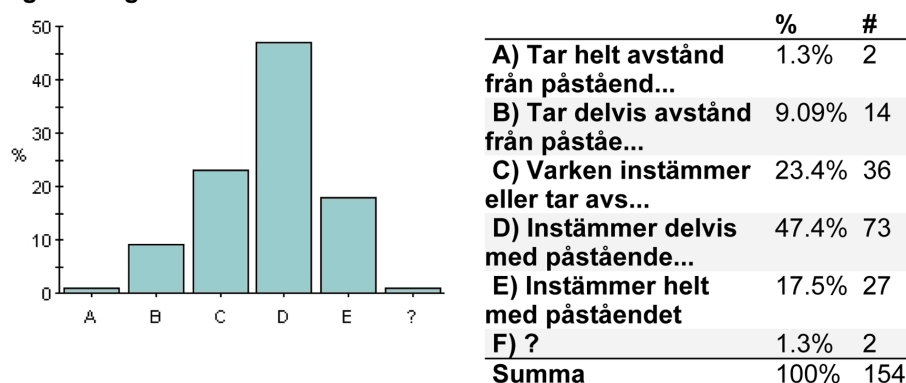 50
40
30
%
20
10
0
A B C D E ?
% #
A) Tar helt avstånd 1.3% 2
från påståend...
B) Tar delvis avstånd 9.09% 14
från påståe...
C) Varken instämmer 23.4% 36
eller tar avs...
D) Instämmer delvis 47.4% 73
med påstående...
E) Instämmer helt 17.5% 27
med påståendet
F) ? 1.3% 2
Summa 100% 154